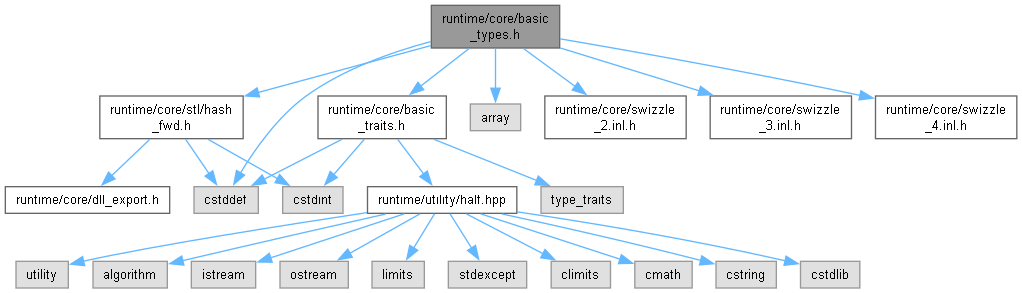 runtime/core/basic
_types.h
runtime/core/stl/hash
_fwd.h
runtime/core/basic
_traits.h
array
runtime/core/swizzle
_2.inl.h
runtime/core/swizzle
_3.inl.h
runtime/core/swizzle
_4.inl.h
runtime/core/dll_export.h
cstddef
cstdint
runtime/utility/half.hpp
type_traits
utility
algorithm
istream
ostream
limits
stdexcept
climits
cmath
cstring
cstdlib